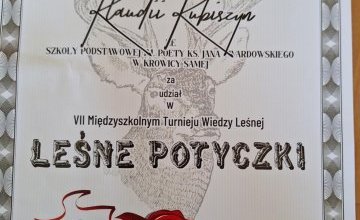 Klaudii Kubiszyn
ZE
SZKOŁY PODSTAWOWEJ IM. POETY KS. JANA TWARDOWSKIEGO
W KROWICY SAMEJ
za
udział
w
VII Międzyszkolnym Turnieju Wiedzy Leśnej
LEŚNE POTYCZKI